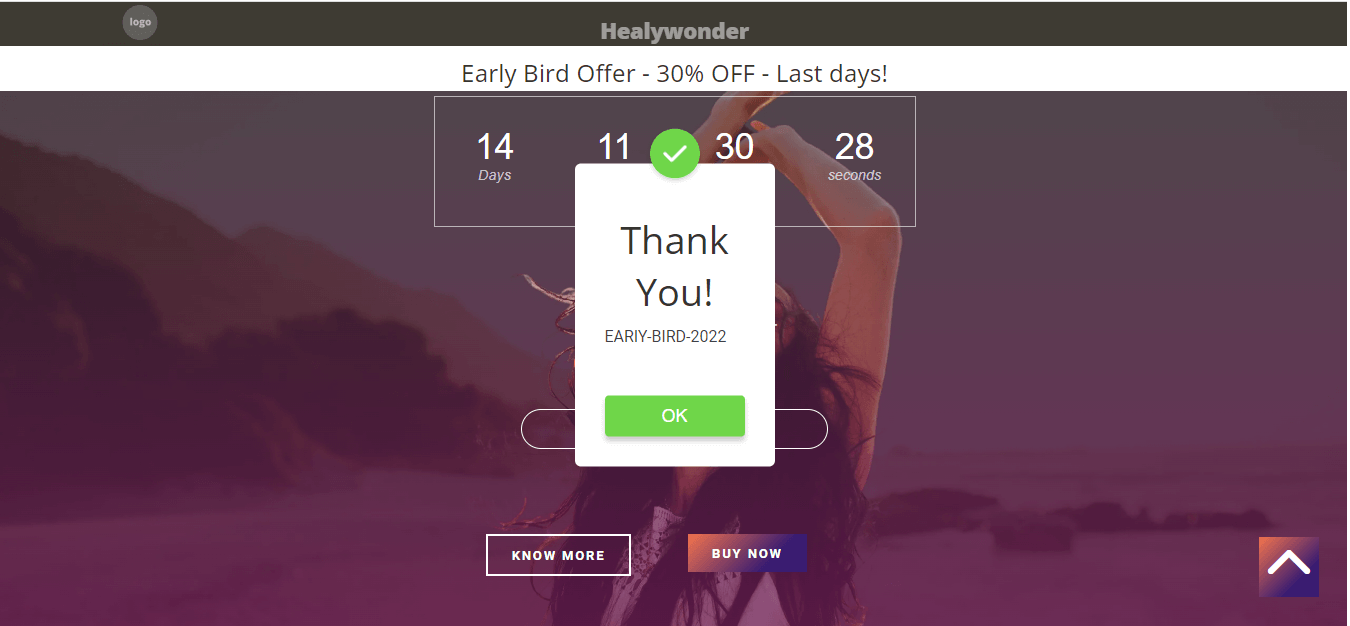 logo
Healywonder
Early Bird Offer - 30% OFF - Last days!
14 11 30 28
Days seconds
Thank
You!
EARIY-BIRD-2022
OK
KNOW MORE BUY NOW